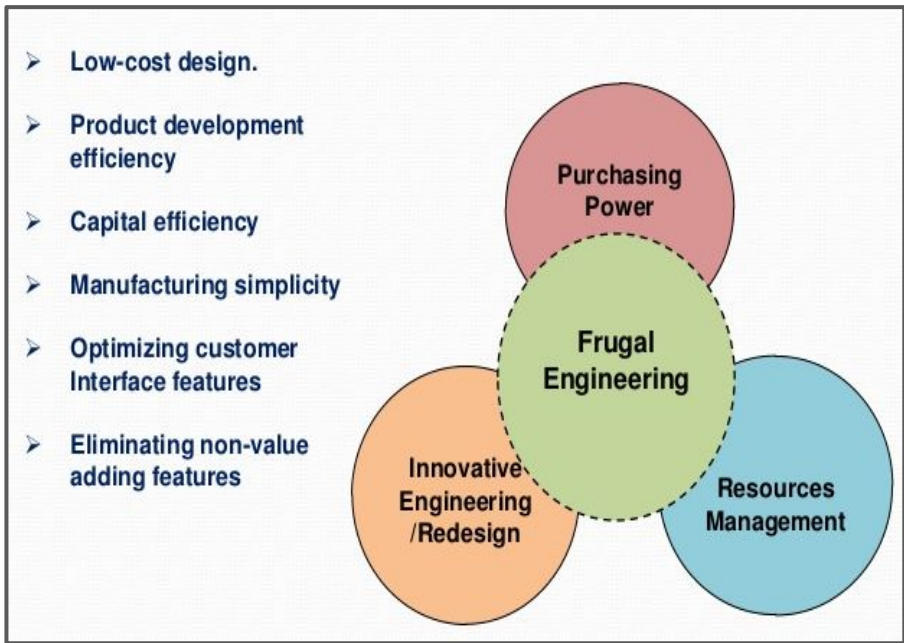 Low-cost design.
Product development
efficiency
Capital efficiency
Manufacturing simplicity
Optimizing customer
Interface features
Eliminating non-value
adding features
Purchasing
Power
Frugal
Engineering
Innovative
Engineering
/Redesign
Resources
Management